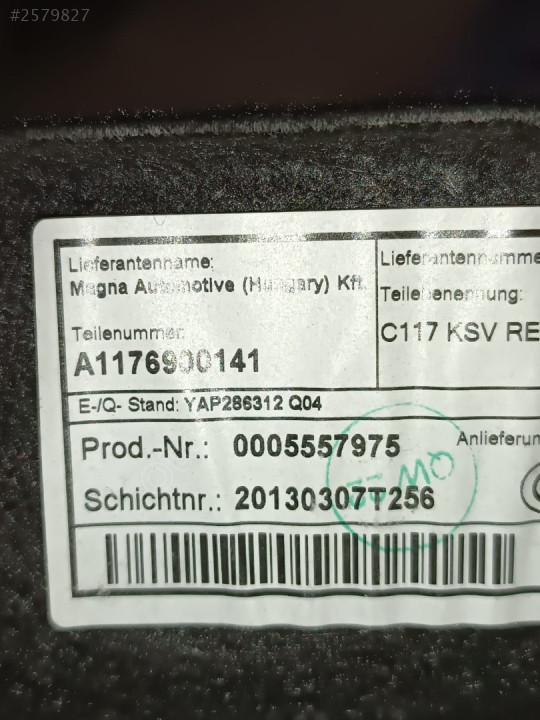 #2579827
Lieferantenname:
Magna Automotive (Hungary) Kft.
Lieferantennumme
Teilebenennung:
Teilenummer:
A1176900141
C117 KSV RE
E-/Q- Stand: YAP286312 Q04
Prod.-Nr.: 0005557975
Anlieferun
Schichtnr.: 20130307T256